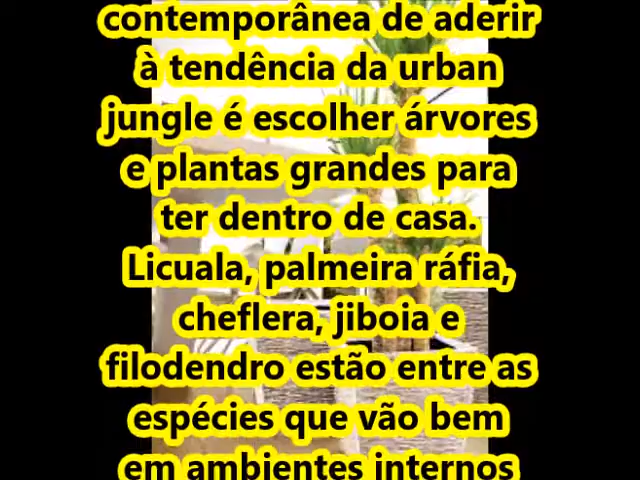 contemporânea de aderir
à tendência da urban
jungle é escolher árvores
e plantas grandes para
ter dentro de casa.
Licuala, palmeira ráfia,
cheflera, jiboia e
filodendro estão entre as
espécies que vão bem
em ambientes internos